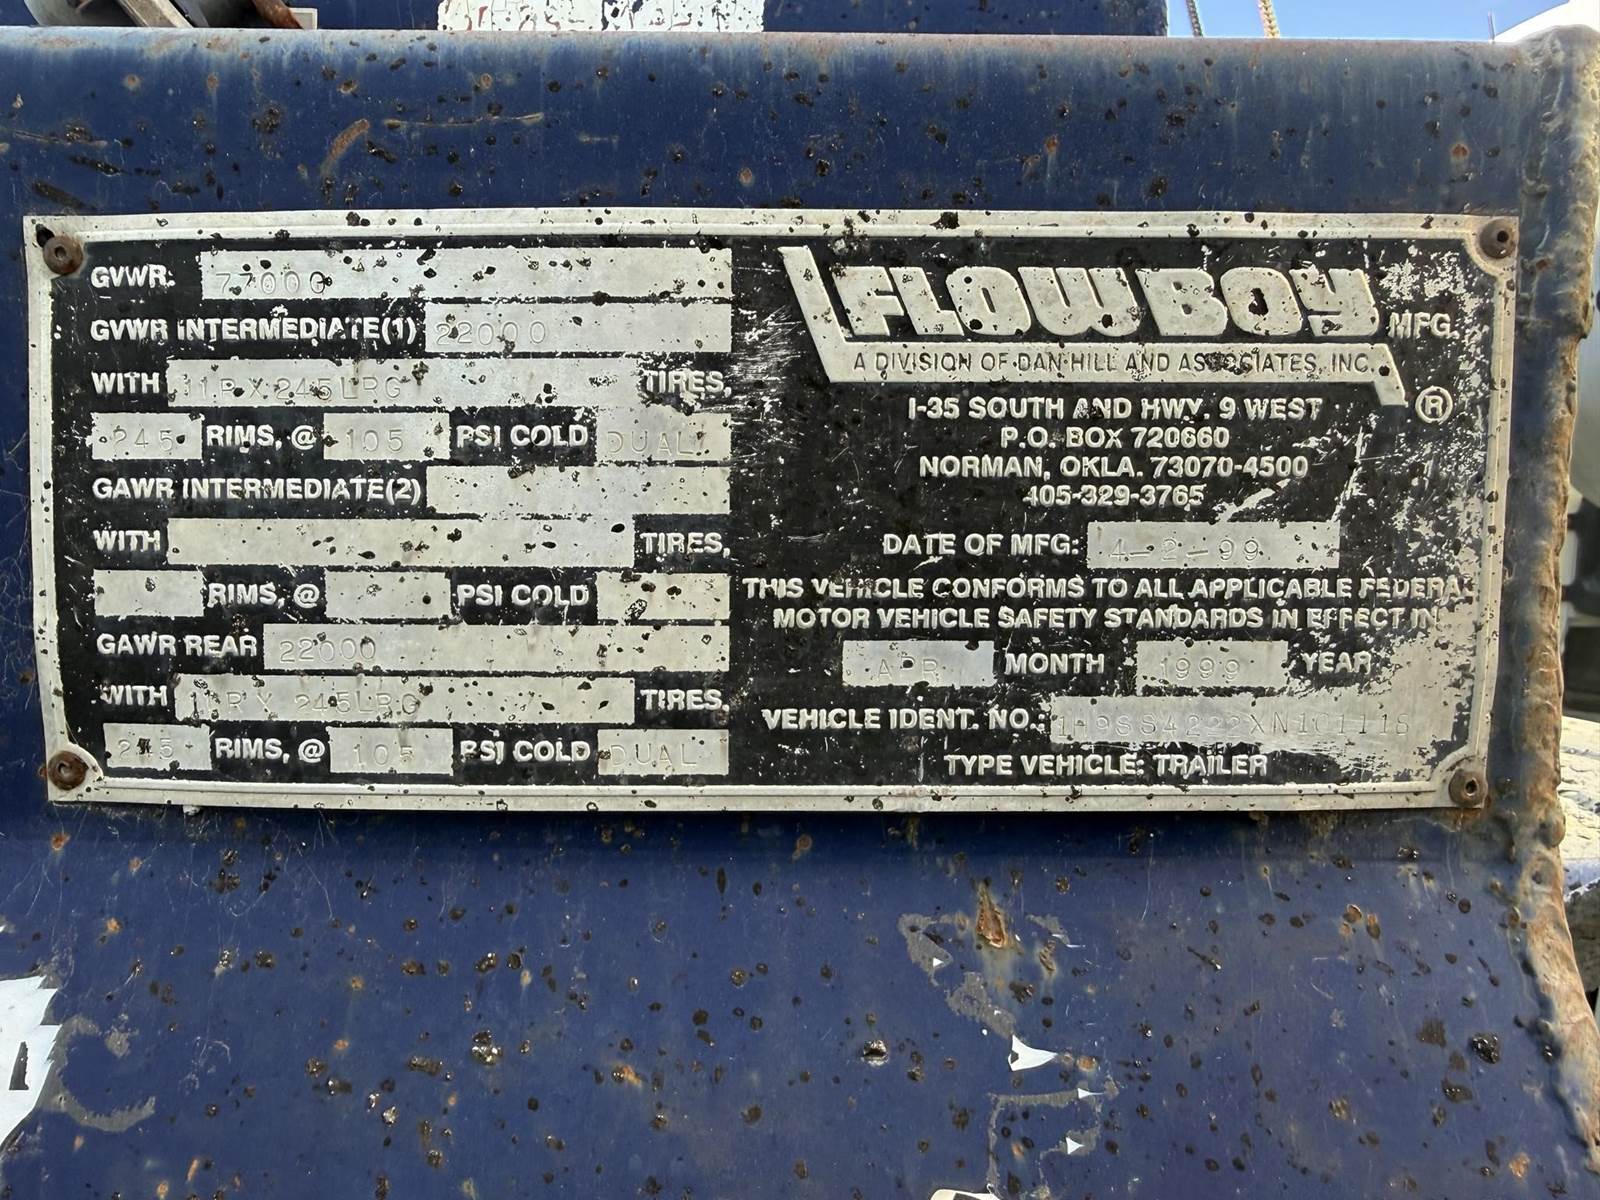 GVWR: 77000
GVWR INTERMEDIATE(1) 22000
WITH 11R X 245LRG TIRES,
245 RIMS, @ 105 PSI COLD DUAL
GAWR INTERMEDIATE(2)
WITH TIRES,
RIMS, @ PSI COLD
GAWR REAR 22000
WITH 11R X 245LRG TIRES,
245 RIMS, @ 105 PSI COLD DUAL
FLOW BOY MFG.
A DIVISION OF DAN HILL AND ASSOCIATES, INC.
®
I-35 SOUTH AND HWY. 9 WEST
P.O. BOX 720660
NORMAN, OKLA. 73070-4500
405-329-3765
DATE OF MFG: 4-2-99
THIS VEHICLE CONFORMS TO ALL APPLICABLE FEDERAL
MOTOR VEHICLE SAFETY STANDARDS IN EFFECT IN
APR MONTH 1999 YEAR
VEHICLE IDENT. NO.:
TYPE VEHICLE: TRAILER